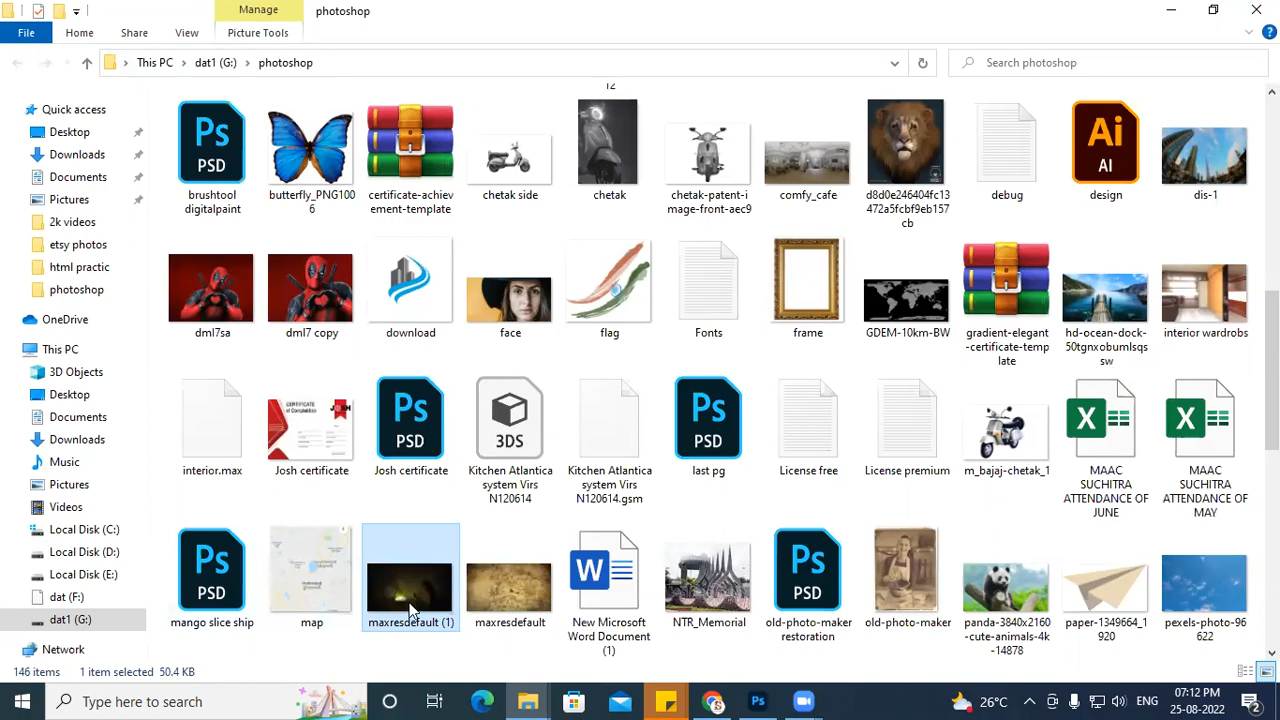 Manage
photoshop
File
Home
Share
View
Picture Tools
This PC
dat1 (G:)
photoshop
Search photoshop
Quick access
Desktop
Downloads
Documents
Pictures
2k videos
etsy photos
html practic
photoshop
OneDrive
This PC
3D Objects
Desktop
Documents
Downloads
Music
Pictures
Videos
Local Disk (C:)
Local Disk (D:)
Local Disk (E:)
dat (F:)
dat1 (G:)
Network
12
Ps
PSD
Ai
AI
brushtool
digitalpaint
butterfly_PNG100
6
certificate-achiev
ement-template
chetak side
chetak
chetak-patent-i
mage-front-aec9
comfy_cafe
d8d0e246404fc13
472a5fcbf9eb157
cb
debug
design
dis-1
dml7sa
dml7 copy
download
face
flag
Fonts
frame
GDEM-10km-BW
gradient-elegant
-certificate-temp
late
hd-ocean-dock-
50tgnxobumlsqs
sw
interior wardrobs
CERTIFICATE
Ps
PSD
3DS
Ps
PSD
X
X
interior.max
Josh certificate
Josh certificate
Kitchen Atlantica
system Virs
N120614
Kitchen Atlantica
system Virs
N120614.gsm
last pg
License free
License premium
m_bajaj-chetak_1
MAAC
SUCHITRA
ATTENDANCE OF
JUNE
MAAC
SUCHITRA
ATTENDANCE OF
MAY
Ps
PSD
W
Ps
PSD
mango slice ship
map
maxresdefault (1)
maxresdefault
New Microsoft
Word Document
(1)
NTR_Memorial
old-photo-maker
restoration
old-photo-maker
panda-3840x2160
-cute-animals-4k
-14878
paper-1349664_1
920
pexels-photo-96
622
146 items
1 item selected 50.4 KB
Type here to search
Ps
26°C
ENG
07:12 PM
25-08-2022
2